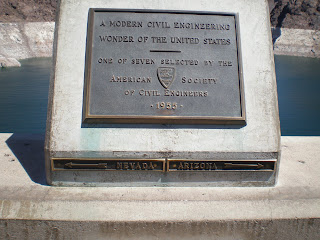 A MODERN CIVIL ENGINEERING
WONDER OF THE UNITED STATES
ONE OF SEVEN SELECTED BY THE
AMERICAN SOCIETY
OF CIVIL ENGINEERS
· 1955 ·
NEVADA ARIZONA